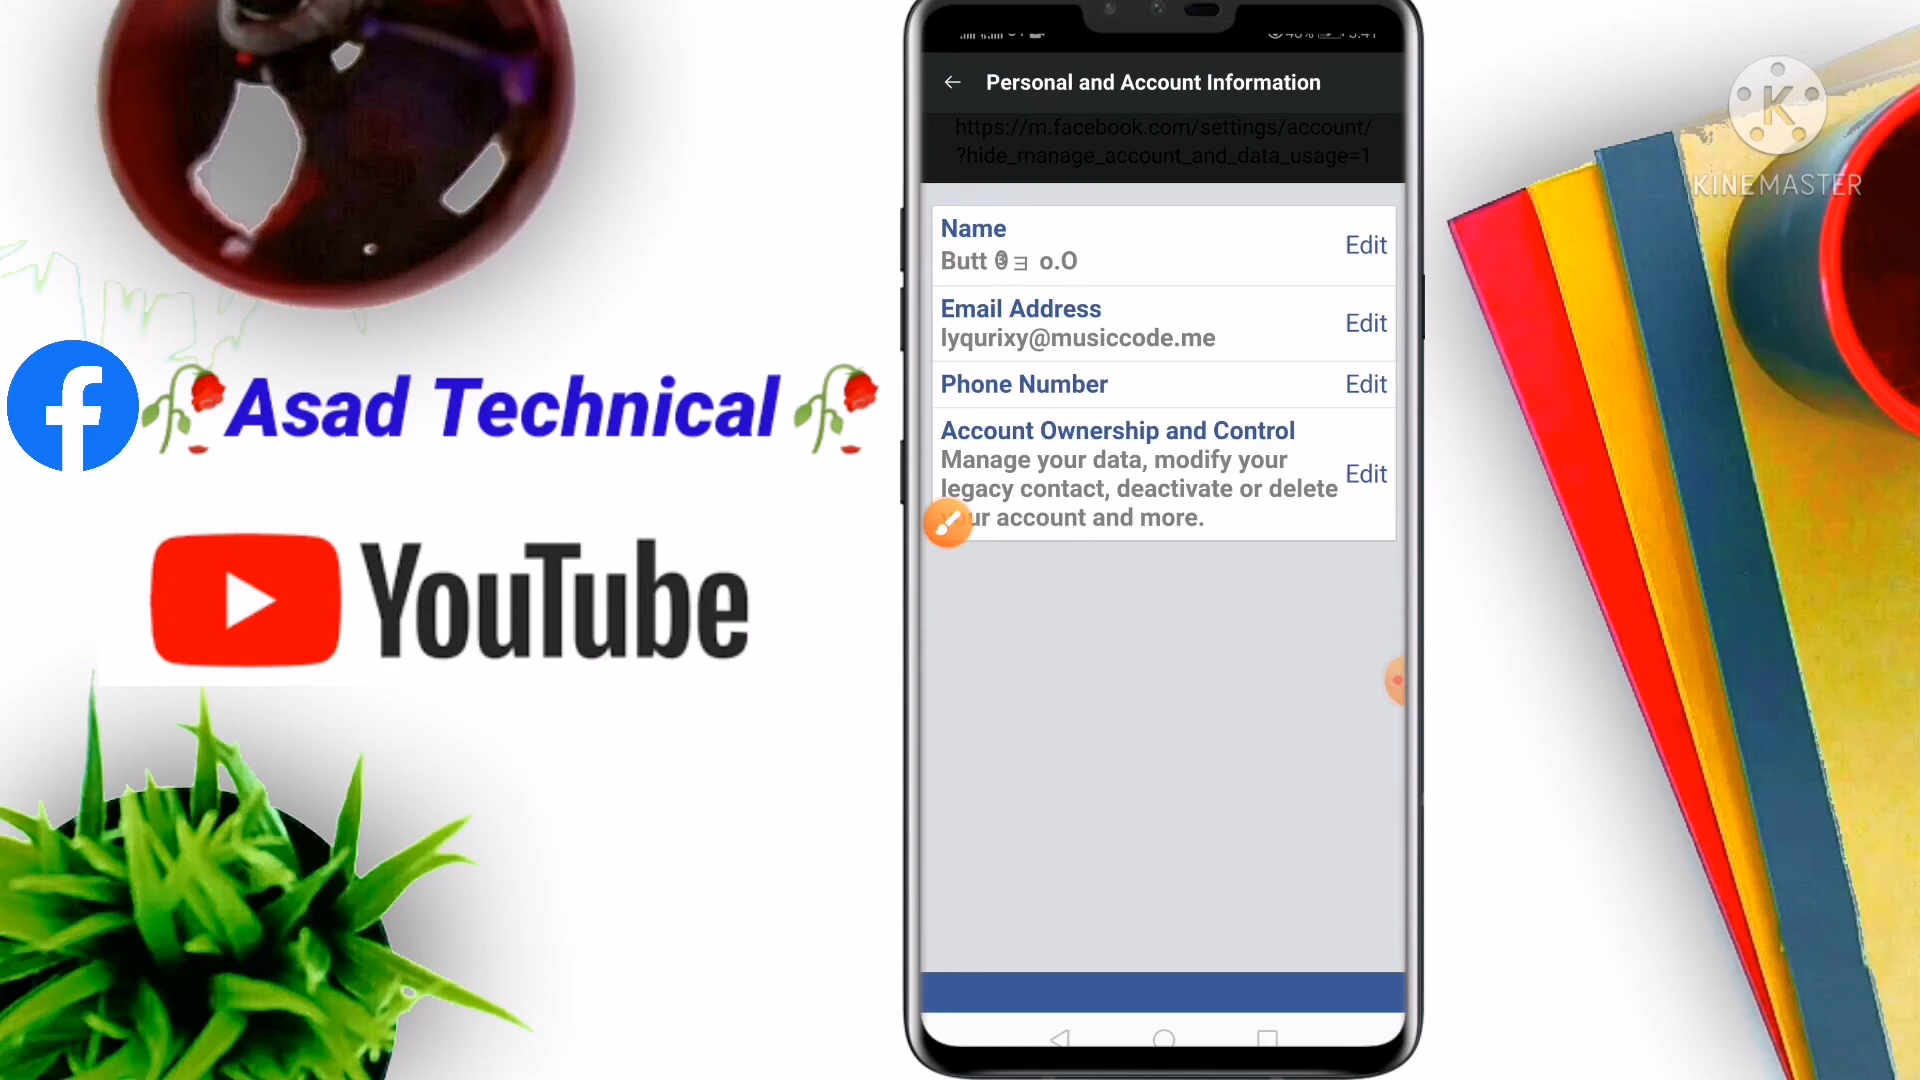 Personal and Account Information
https://m.facebook.com/settings/account/
?hide_manage_account_and_data_usage=1
Name
Butt o.O
Edit
Email Address
lyqurixy@musiccode.me
Edit
Phone Number
Edit
Account Ownership and Control
Manage your data, modify your
legacy contact, deactivate or delete
your account and more.
Edit
Asad Technical
YouTube
K
KINEMASTER